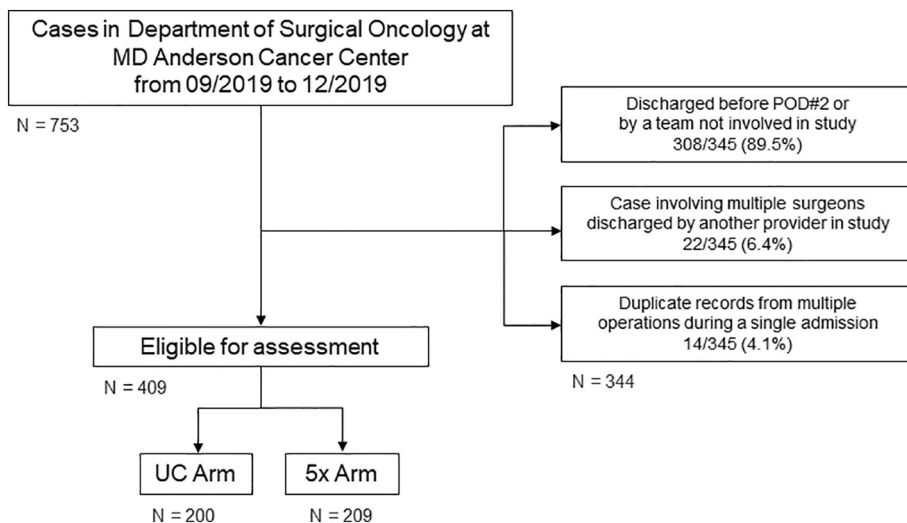 Cases in Department of Surgical Oncology at
MD Anderson Cancer Center
from 09/2019 to 12/2019
N = 753
Discharged before POD#2 or
by a team not involved in study
308/345 (89.5%)
Case involving multiple surgeons
discharged by another provider in study
22/345 (6.4%)
Duplicate records from multiple
operations during a single admission
14/345 (4.1%)
N = 344
Eligible for assessment
N = 409
UC Arm
N = 200
5x Arm
N = 209